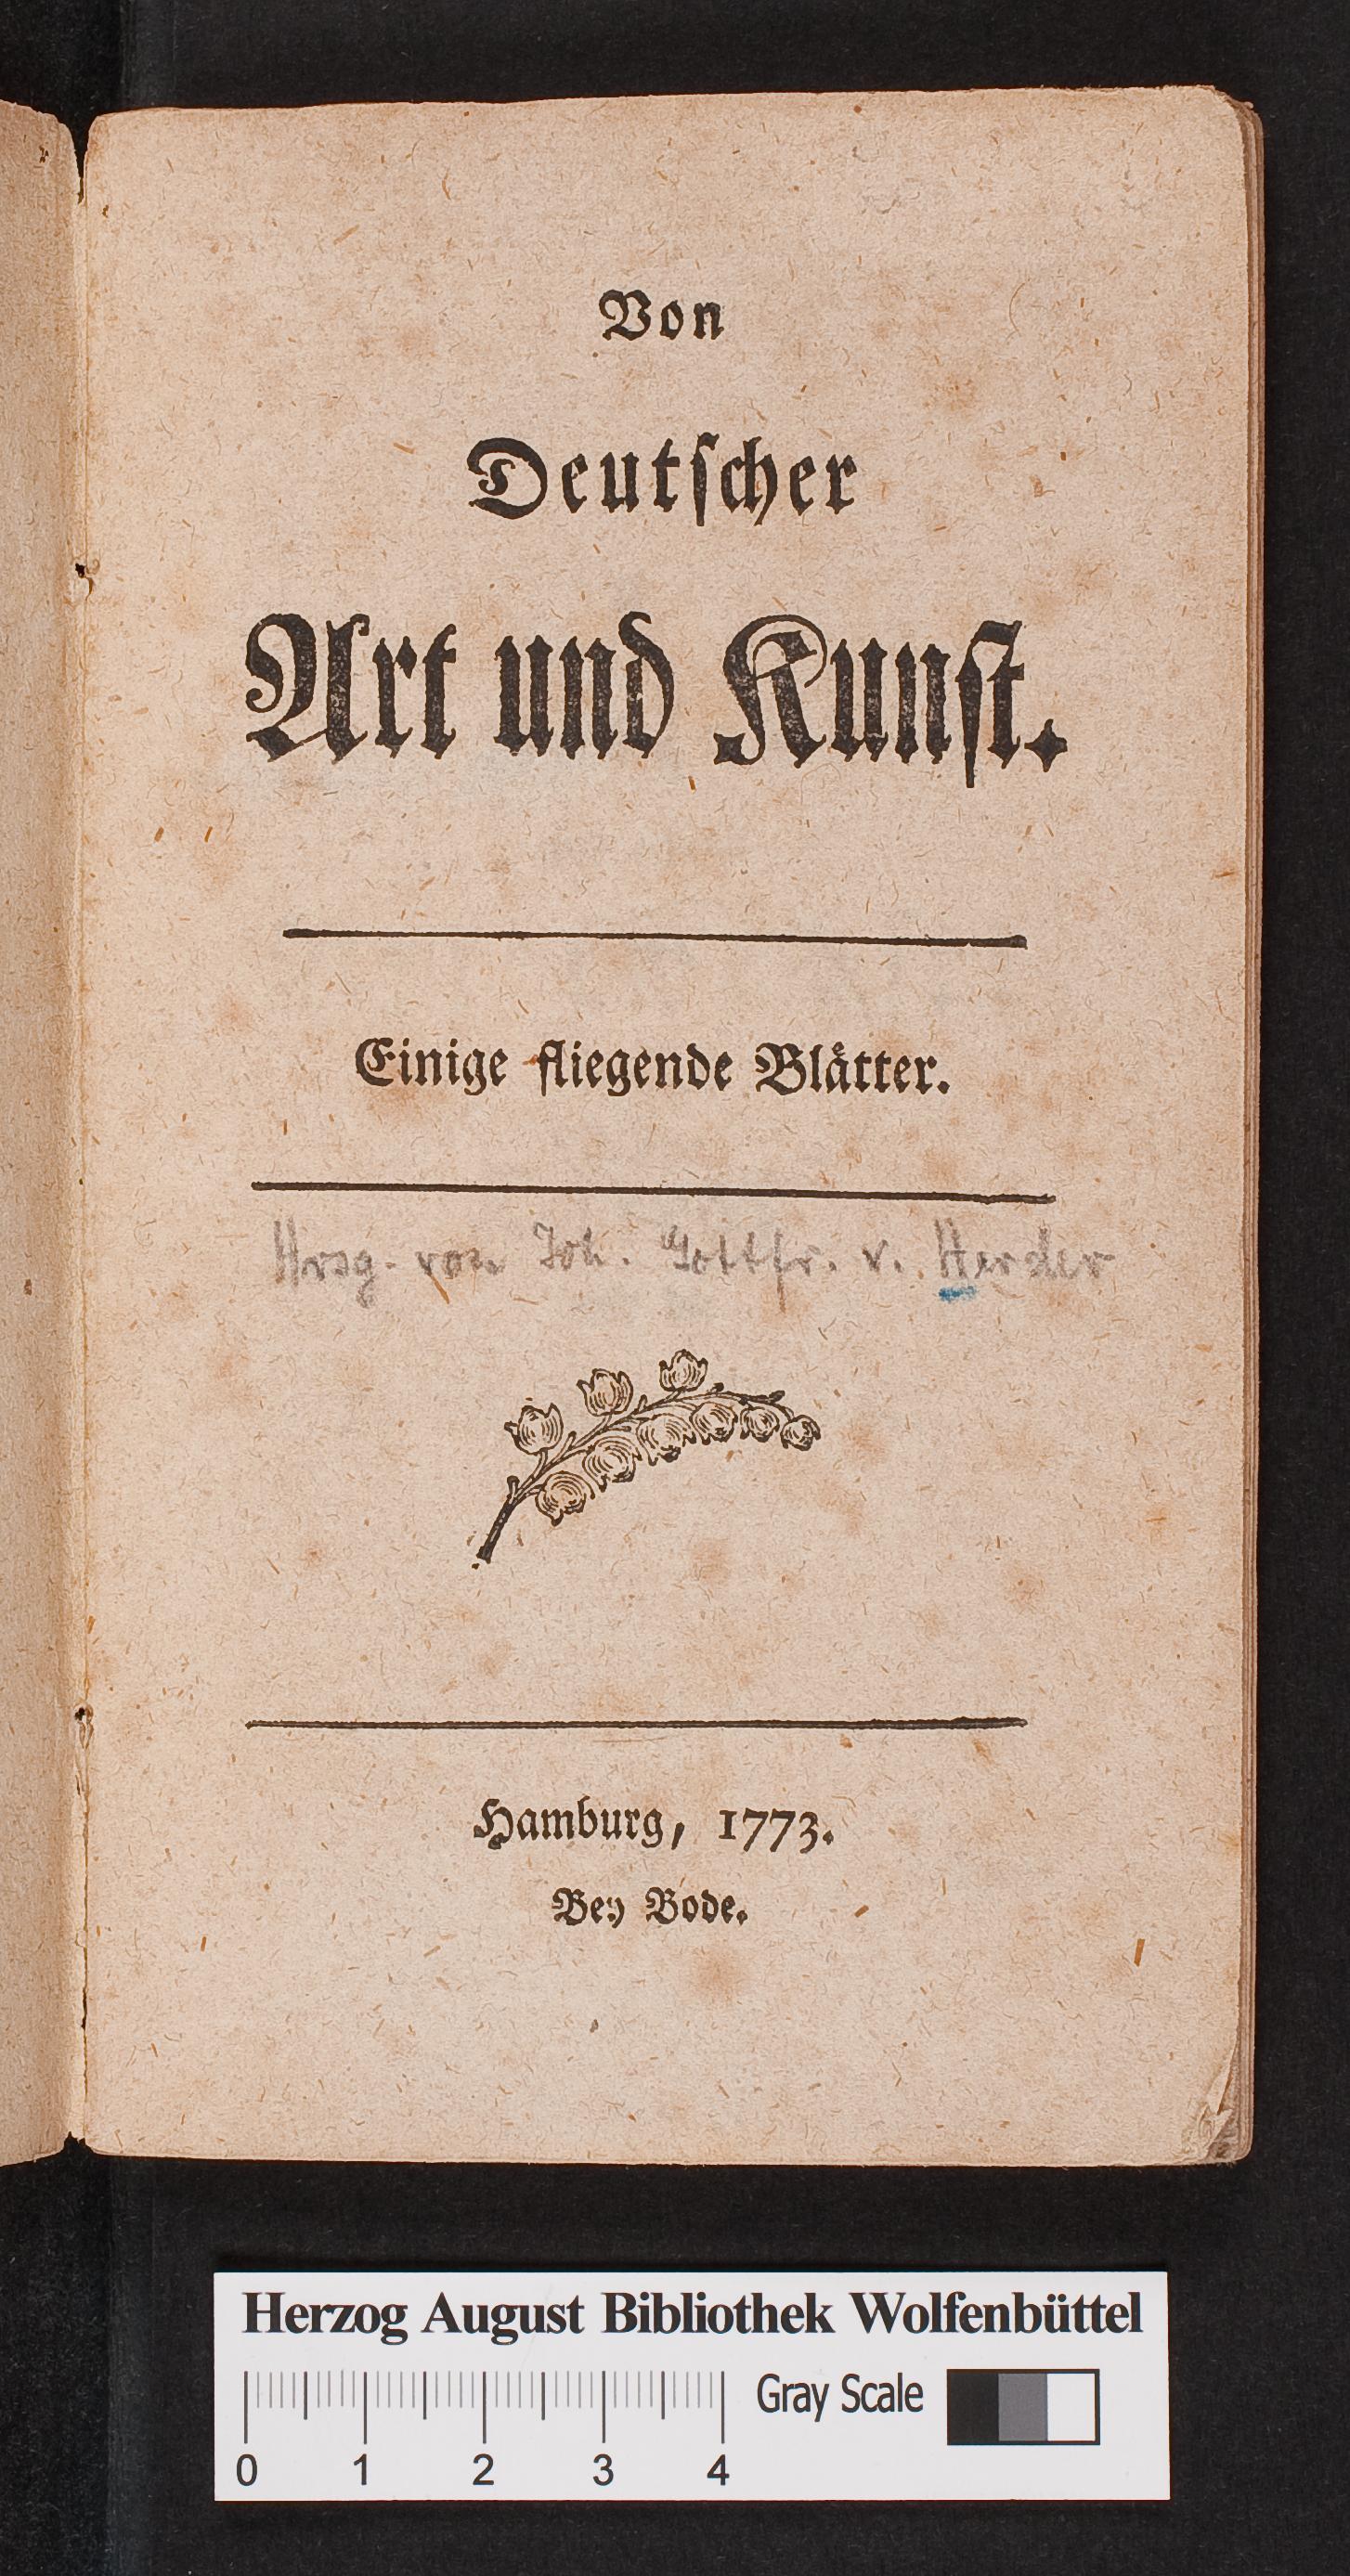 Von
Deutscher
Art und Kunst.
Einige fliegende Blåtter.
Hrsg. von Joh. Gottfr. v. Herder
Hamburg, 1773.
Bey Bode.
Herzog August Bibliothek Wolfenbüttel
Gray Scale
0 1 2 3 4